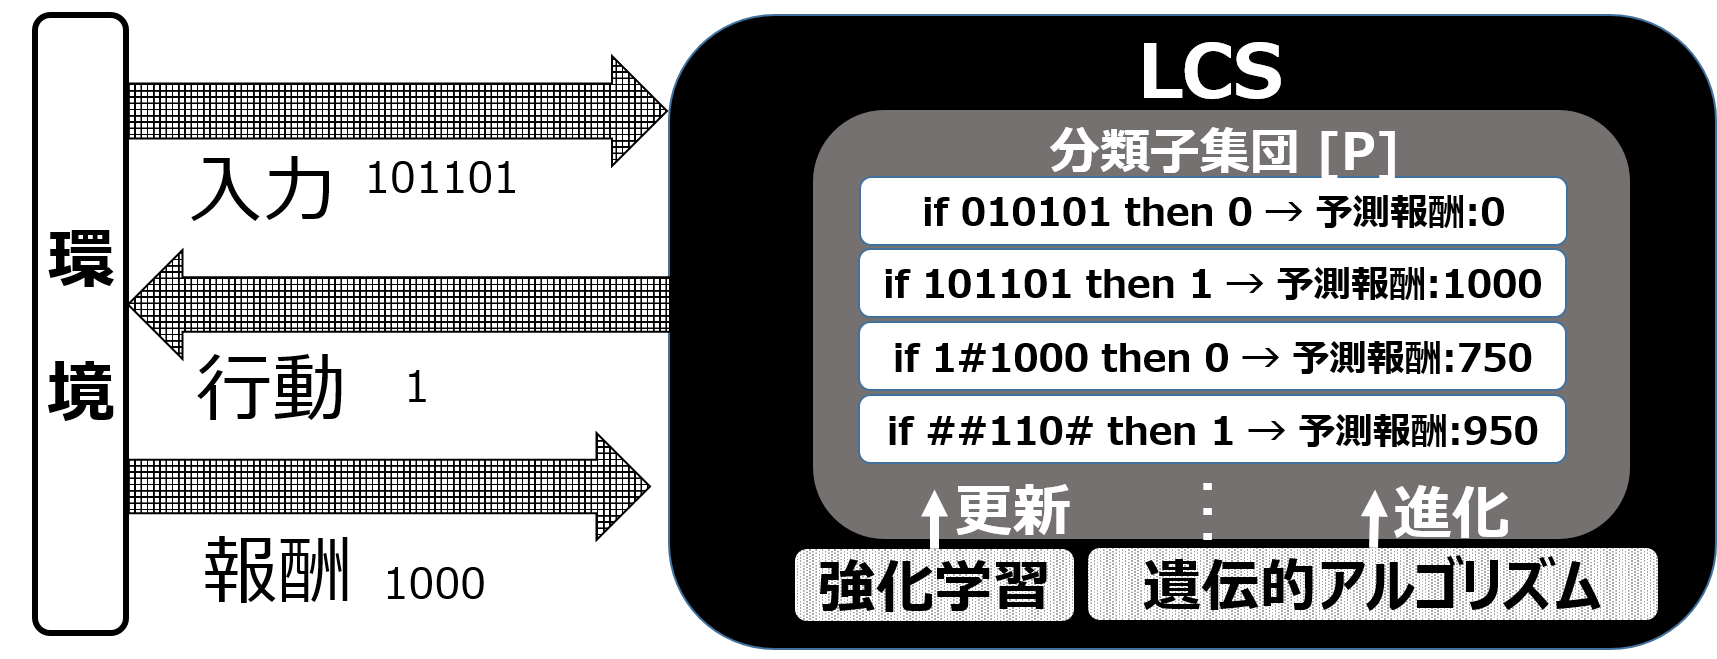 環境
入力 101101
行動 1
報酬 1000
LCS
分類子集団 [P]
if 010101 then 0 → 予測報酬:0
if 101101 then 1 → 予測報酬:1000
if 1#1000 then 0 → 予測報酬:750
if ##110# then 1 → 予測報酬:950
更新 ⋮ 進化
強化学習 遺伝的アルゴリズム